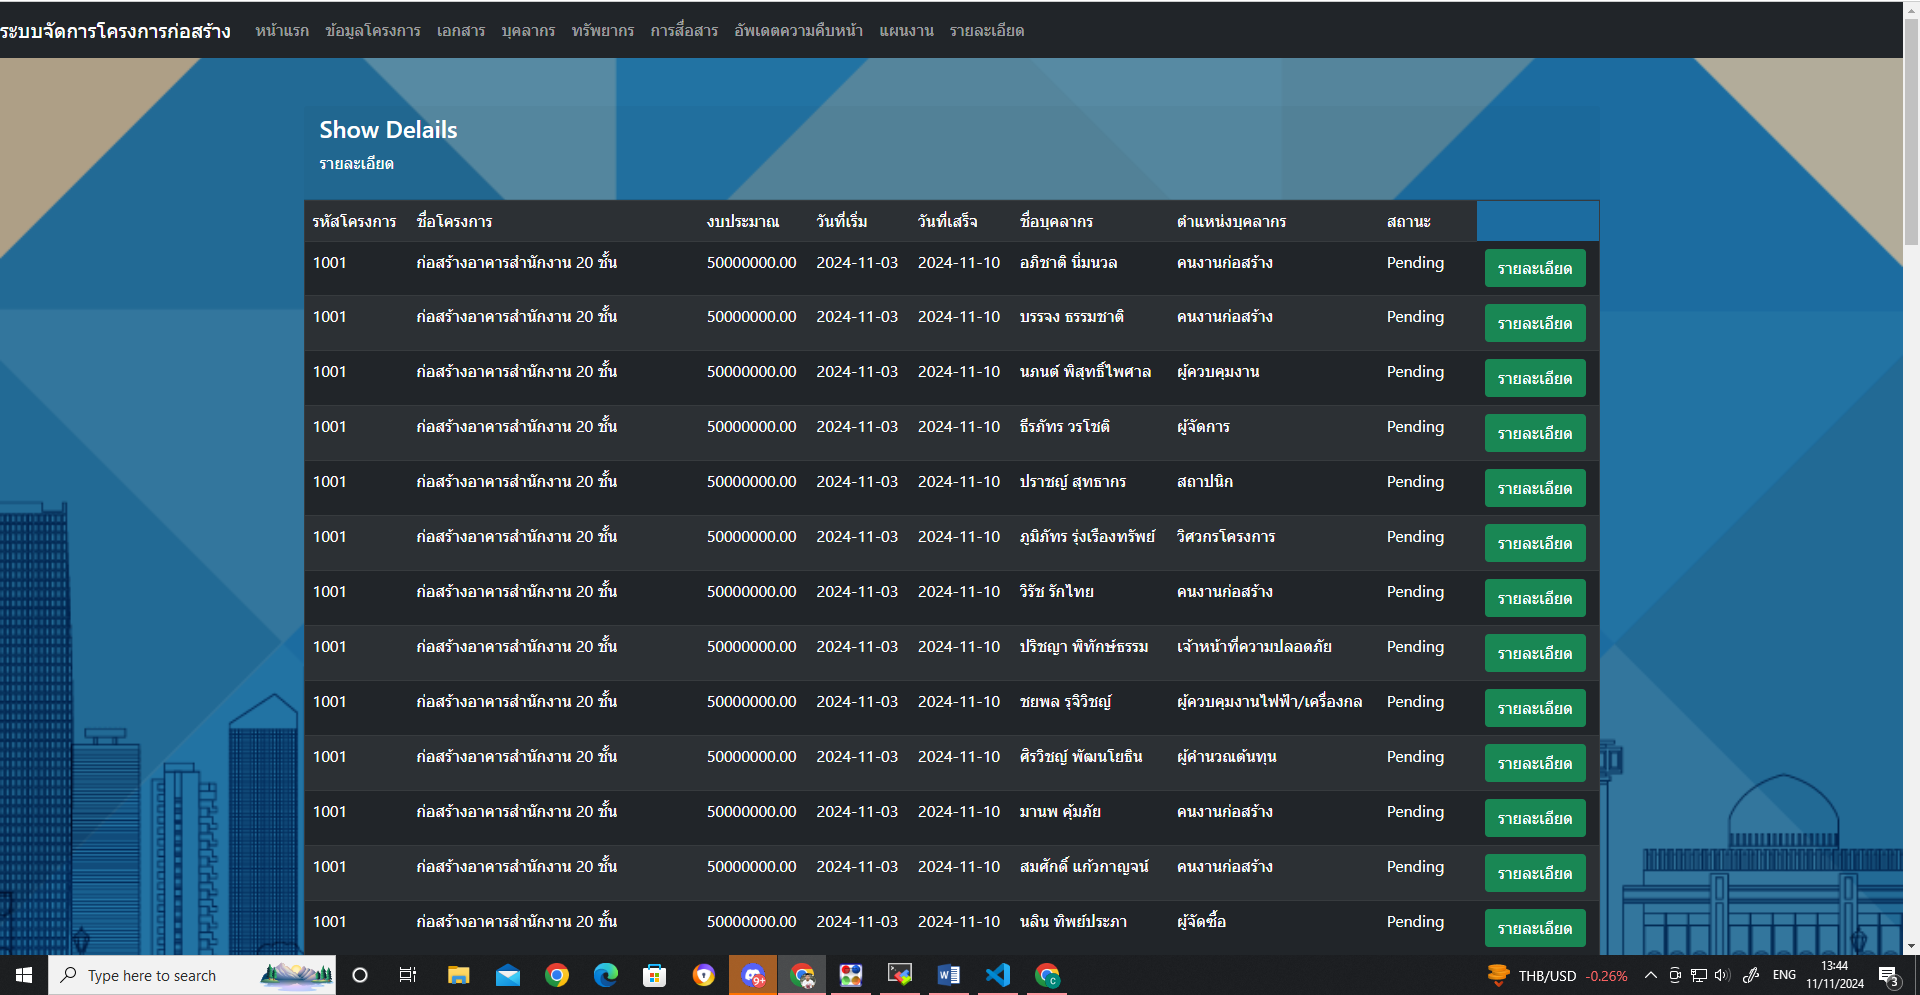 ระบบจัดการโครงการก่อสร้าง หน้าแรก ข้อมูลโครงการ เอกสาร บุคลากร ทรัพยากร การสื่อสาร อัพเดตความคืบหน้า แผนงาน รายละเอียด
Show Delails
รายละเอียด
รหัสโครงการ ชื่อโครงการ งบประมาณ วันที่เริ่ม วันที่เสร็จ ชื่อบุคลากร ตำแหน่งบุคลากร สถานะ
1001 ก่อสร้างอาคารสำนักงาน 20 ชั้น 50000000.00 2024-11-03 2024-11-10 อภิชาติ นิ่มนวล คนงานก่อสร้าง Pending รายละเอียด
1001 ก่อสร้างอาคารสำนักงาน 20 ชั้น 50000000.00 2024-11-03 2024-11-10 บรรจง ธรรมชาติ คนงานก่อสร้าง Pending รายละเอียด
1001 ก่อสร้างอาคารสำนักงาน 20 ชั้น 50000000.00 2024-11-03 2024-11-10 นภนต์ พิสุทธิ์ไพศาล ผู้ควบคุมงาน Pending รายละเอียด
1001 ก่อสร้างอาคารสำนักงาน 20 ชั้น 50000000.00 2024-11-03 2024-11-10 ธีรภัทร วรโชติ ผู้จัดการ Pending รายละเอียด
1001 ก่อสร้างอาคารสำนักงาน 20 ชั้น 50000000.00 2024-11-03 2024-11-10 ปราชญ์ สุทธากร สถาปนิก Pending รายละเอียด
1001 ก่อสร้างอาคารสำนักงาน 20 ชั้น 50000000.00 2024-11-03 2024-11-10 ภูมิภัทร รุ่งเรืองทรัพย์ วิศวกรโครงการ Pending รายละเอียด
1001 ก่อสร้างอาคารสำนักงาน 20 ชั้น 50000000.00 2024-11-03 2024-11-10 วิรัช รักไทย คนงานก่อสร้าง Pending รายละเอียด
1001 ก่อสร้างอาคารสำนักงาน 20 ชั้น 50000000.00 2024-11-03 2024-11-10 ปริชญา พิทักษ์ธรรม เจ้าหน้าที่ความปลอดภัย Pending รายละเอียด
1001 ก่อสร้างอาคารสำนักงาน 20 ชั้น 50000000.00 2024-11-03 2024-11-10 ชยพล รุจิวิชญ์ ผู้ควบคุมงานไฟฟ้า/เครื่องกล Pending รายละเอียด
1001 ก่อสร้างอาคารสำนักงาน 20 ชั้น 50000000.00 2024-11-03 2024-11-10 ศิรวิชญ์ พัฒนโยธิน ผู้คำนวณต้นทุน Pending รายละเอียด
1001 ก่อสร้างอาคารสำนักงาน 20 ชั้น 50000000.00 2024-11-03 2024-11-10 มานพ คุ้มภัย คนงานก่อสร้าง Pending รายละเอียด
1001 ก่อสร้างอาคารสำนักงาน 20 ชั้น 50000000.00 2024-11-03 2024-11-10 สมศักดิ์ แก้วกาญจน์ คนงานก่อสร้าง Pending รายละเอียด
1001 ก่อสร้างอาคารสำนักงาน 20 ชั้น 50000000.00 2024-11-03 2024-11-10 นลิน ทิพย์ประภา ผู้จัดซื้อ Pending รายละเอียด
Type here to search 9+ THB/USD -0.26% ENG 13:44
11/11/2024 3